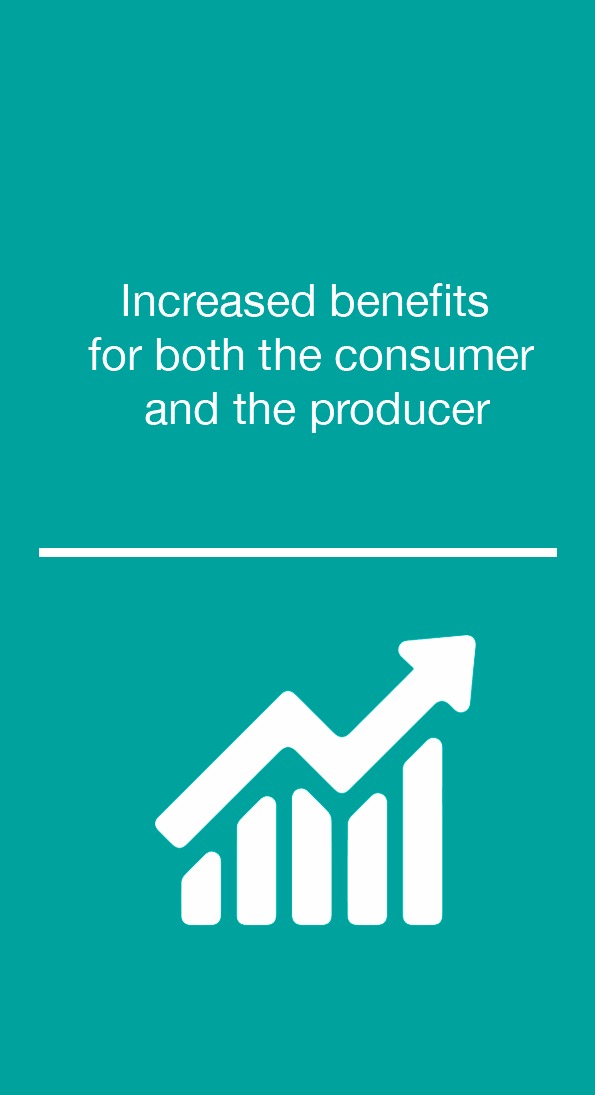 Increased benefits
for both the consumer
and the producer